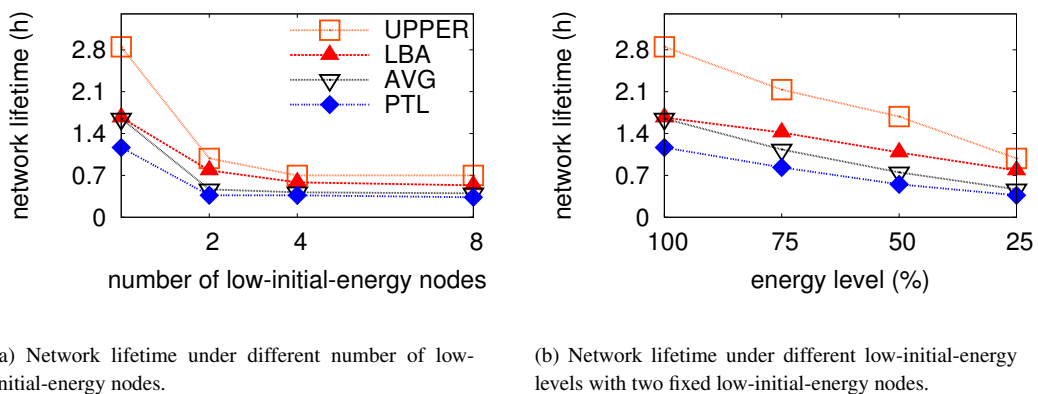 network lifetime (h)
2.8
2.1
1.4
0.7
0
2
4
8
number of low-initial-energy nodes
UPPER
LBA
AVG
PTL
network lifetime (h)
2.8
2.1
1.4
0.7
0
100
75
50
25
energy level (%)
a) Network lifetime under different number of low-
nitial-energy nodes.
(b) Network lifetime under different low-initial-energy
levels with two fixed low-initial-energy nodes.